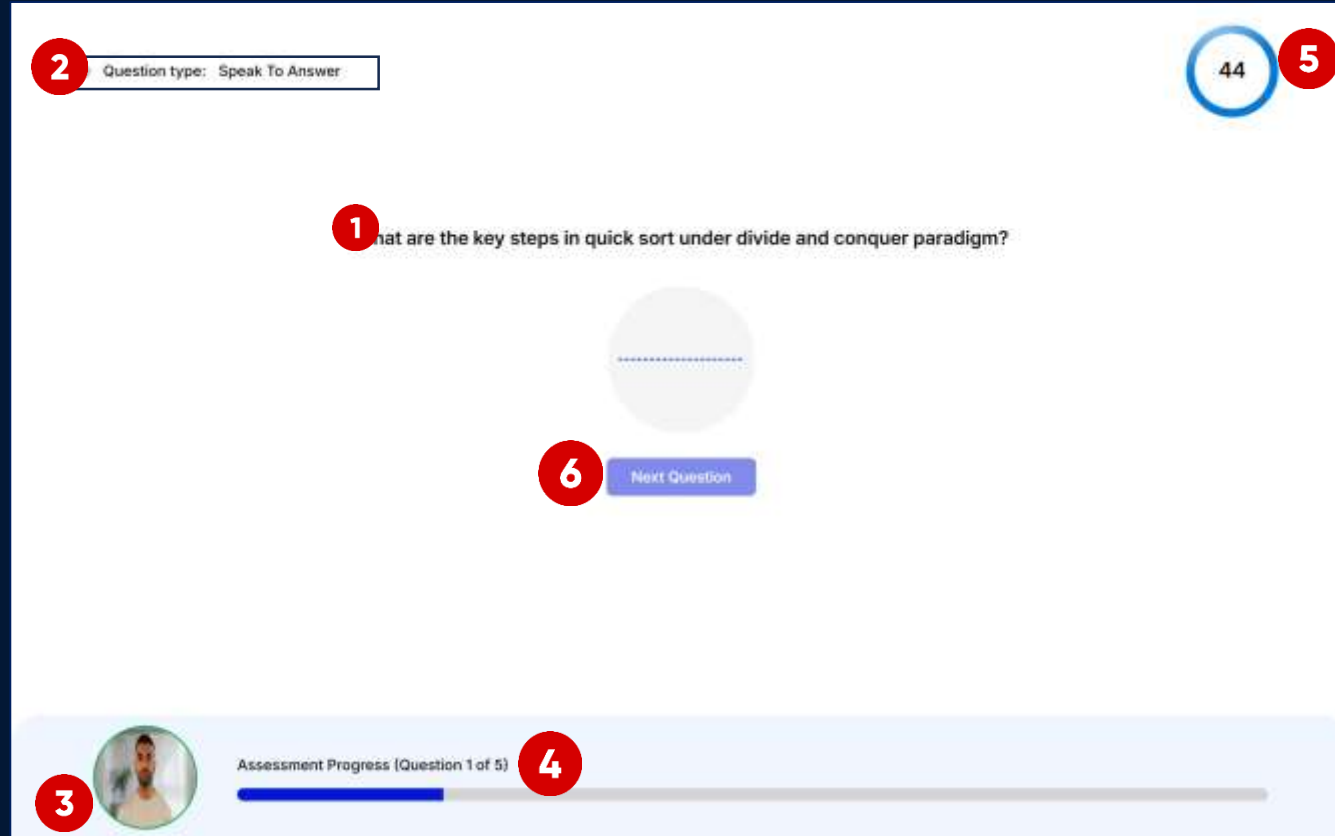 2
Question type: Speak To Answer
44
5
1
hat are the key steps in quick sort under divide and conquer paradigm?
6
Next Question
3
Assessment Progress (Question 1 of 5)
4